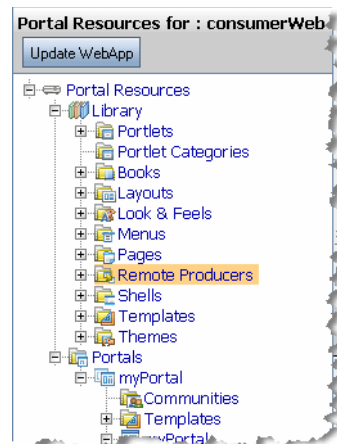 Portal Resources for : consumerWeb
Update WebApp
Portal Resources
Library
Portlets
Portlet Categories
Books
Layouts
Look & Feels
Menus
Pages
Remote Producers
Shells
Templates
Themes
Portals
myPortal
Communities
Templates
myPortal